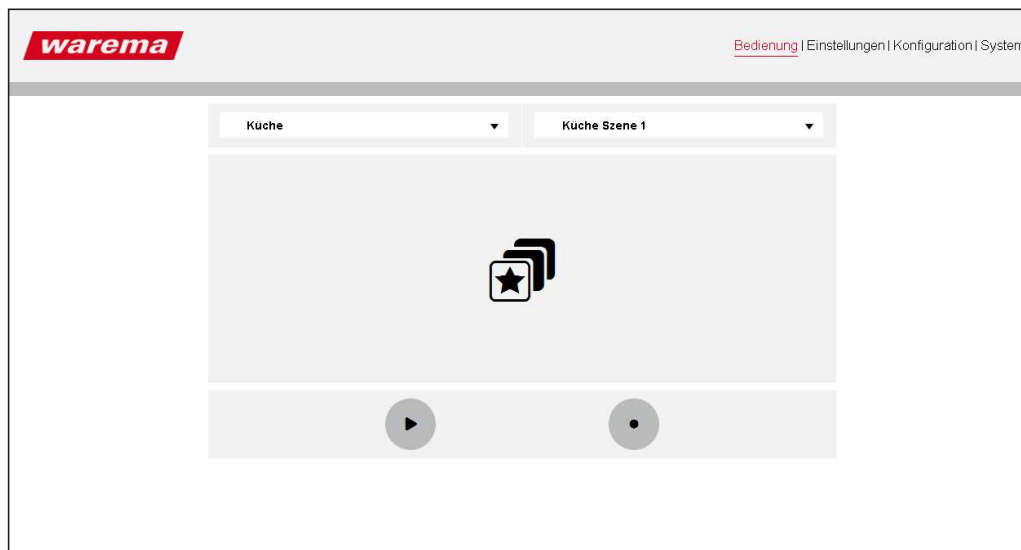 warema
Bedienung | Einstellungen | Konfiguration | System
Küche
Küche Szene 1